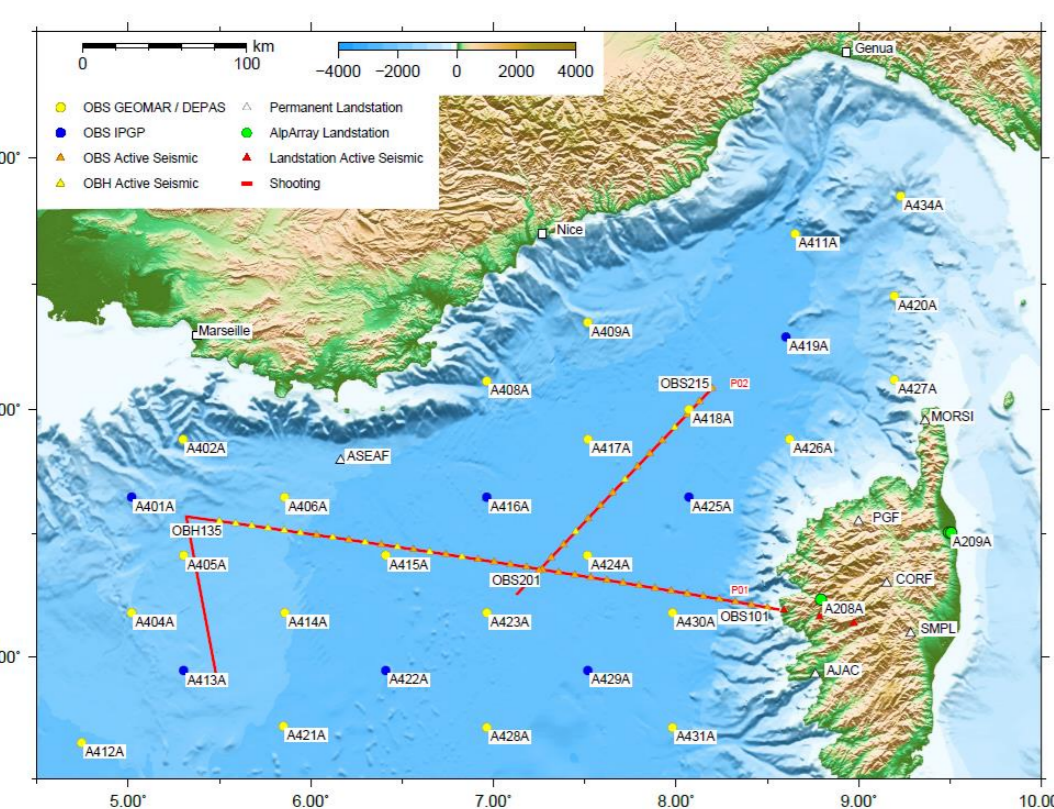 km
0 100
−4000 −2000 0 2000 4000
OBS GEOMAR / DEPAS
Permanent Landstation
OBS IPGP
AlpArray Landstation
OBS Active Seismic
Landstation Active Seismic
OBH Active Seismic
Shooting
Genua
A434A
Nice
A411A
A420A
A409A
Marseille
A419A
A408A
OBS215
P02
A427A
A418A
MORSI
A402A
ASEAF
A417A
A426A
A401A
A406A
A416A
A425A
PGF
OBH135
A209A
A405A
A415A
A424A
OBS201
CORF
P01
A404A
A414A
A423A
A430A
OBS101
A208A
SMPL
A413A
A422A
A429A
AJAC
A412A
A421A
A428A
A431A
5.00° 6.00° 7.00° 8.00° 9.00° 10.00